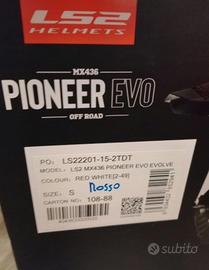 LS2
HELMETS
MX436
PIONEER EVO
OFF ROAD
PO: LS22201-15-2TDT
MODEL: LS2 MX436 PIONEER EVO EVOLVE
COLOUR: RED WHITE[2-49]
SIZE: S Rosso
CARTON NO: 108-88
subito